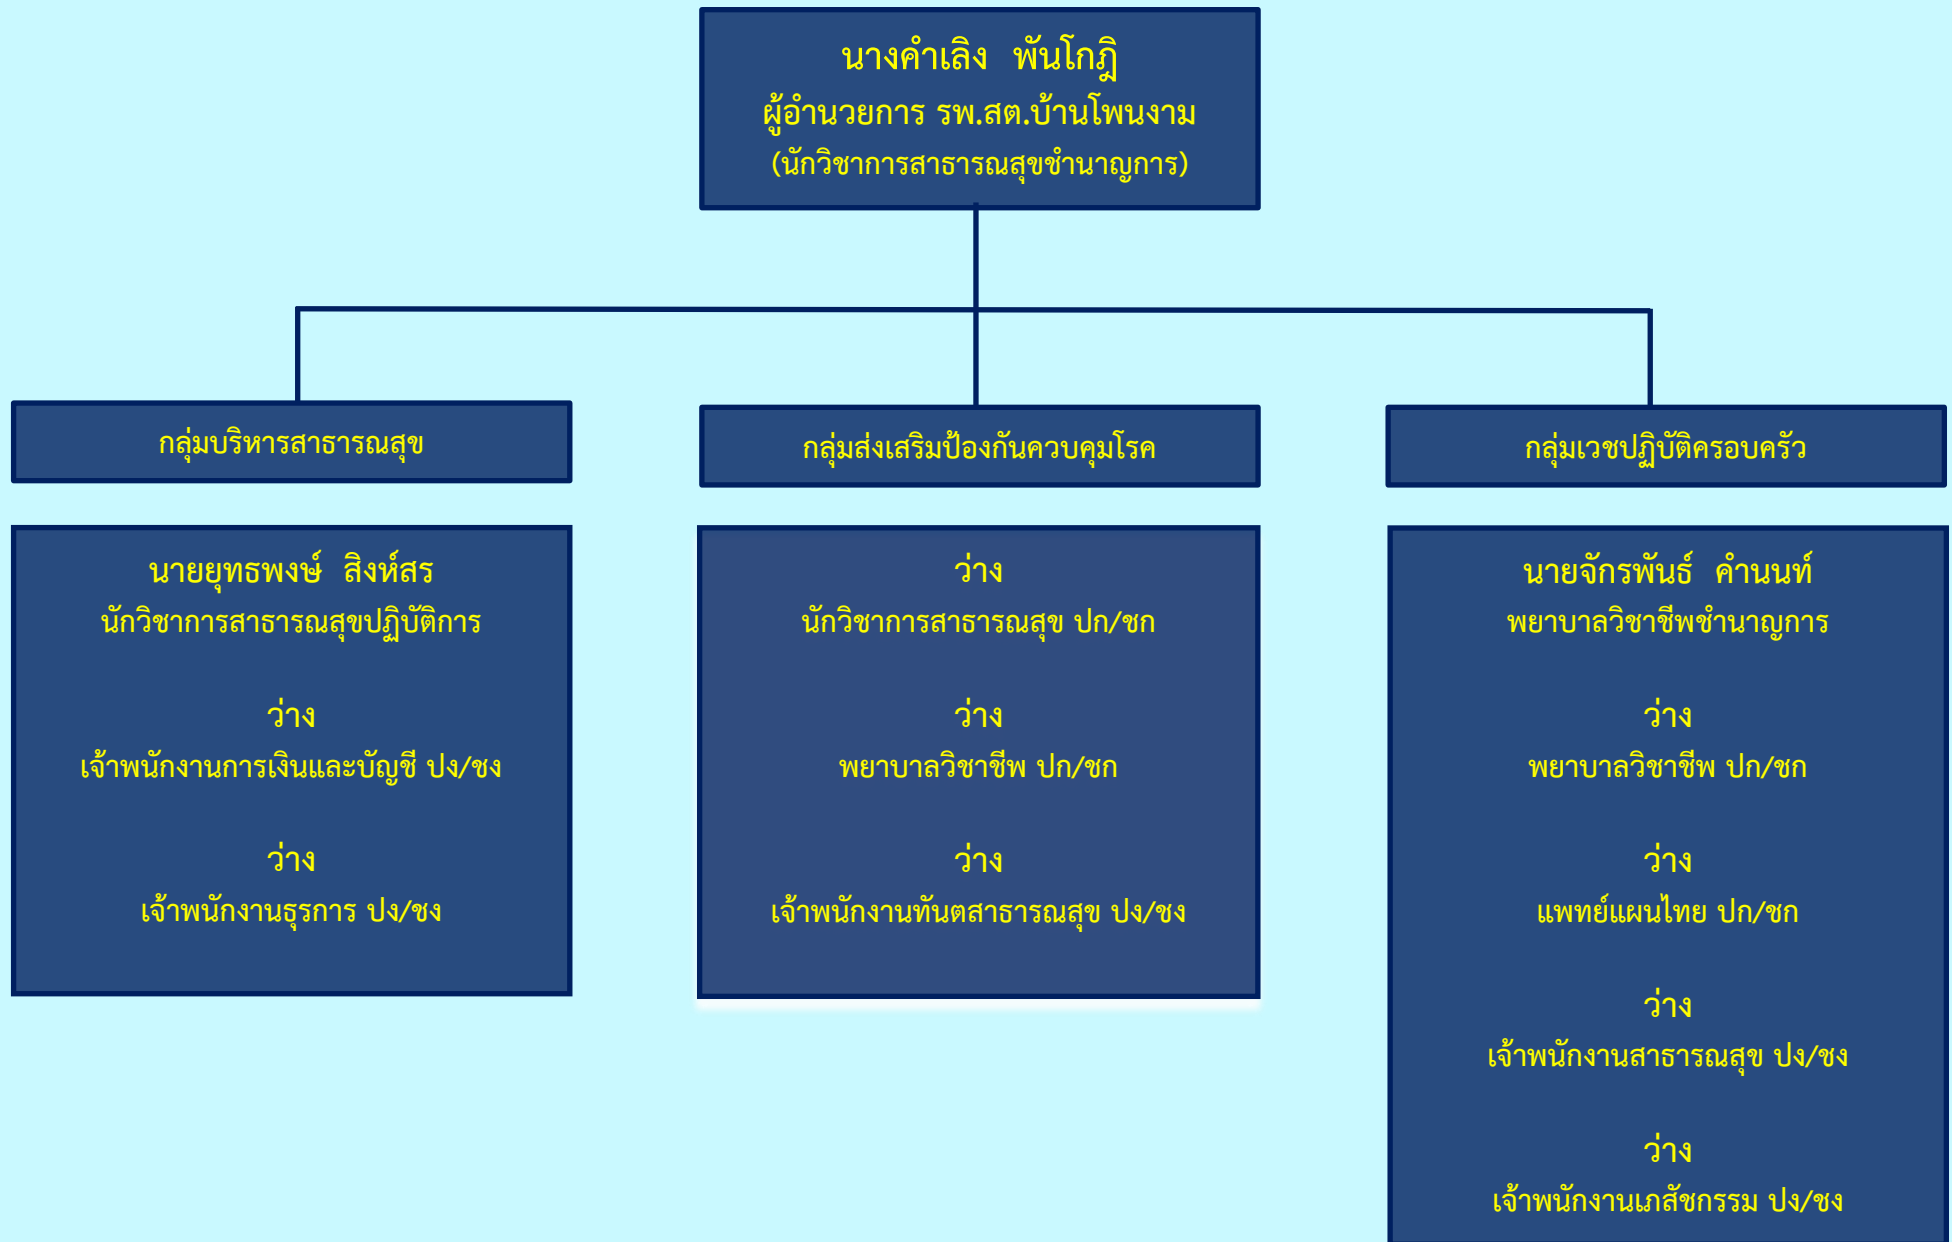 นางคำเลิง  พันโกฎิ
ผู้อำนวยการ รพ.สต.บ้านโพนงาม
(นักวิชาการสาธารณสุขชำนาญการ)
กลุ่มบริหารสาธารณสุข
นายยุทธพงษ์  สิงห์สร
นักวิชาการสาธารณสุขปฏิบัติการ
ว่าง
เจ้าพนักงานการเงินและบัญชี ปง/ชง
ว่าง
เจ้าพนักงานธุรการ ปง/ชง
กลุ่มส่งเสริมป้องกันควบคุมโรค
ว่าง
นักวิชาการสาธารณสุข ปก/ชก
ว่าง
พยาบาลวิชาชีพ ปก/ชก
ว่าง
เจ้าพนักงานทันตสาธารณสุข ปง/ชง
กลุ่มเวชปฏิบัติครอบครัว
นายจักรพันธ์  คำนนท์
พยาบาลวิชาชีพชำนาญการ
ว่าง
พยาบาลวิชาชีพ ปก/ชก
ว่าง
แพทย์แผนไทย ปก/ชก
ว่าง
เจ้าพนักงานสาธารณสุข ปง/ชง
ว่าง
เจ้าพนักงานเภสัชกรรม ปง/ชง